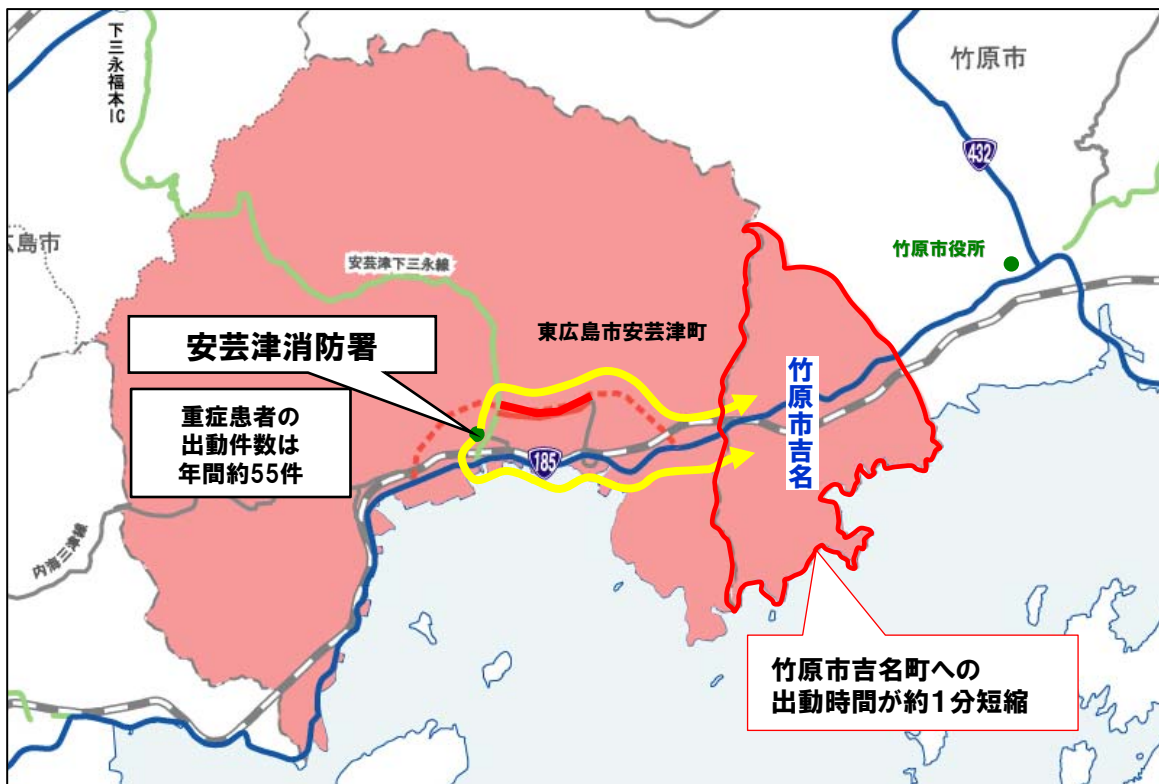 下三永福本IC
竹原市
432
広島市
竹原市役所
安芸津下三永線
安芸津消防署
東広島市安芸津町
重症患者の
出動件数は
年間約55件
竹原市吉名
185
内海三津線
竹原市吉名町への
出動時間が約1分短縮